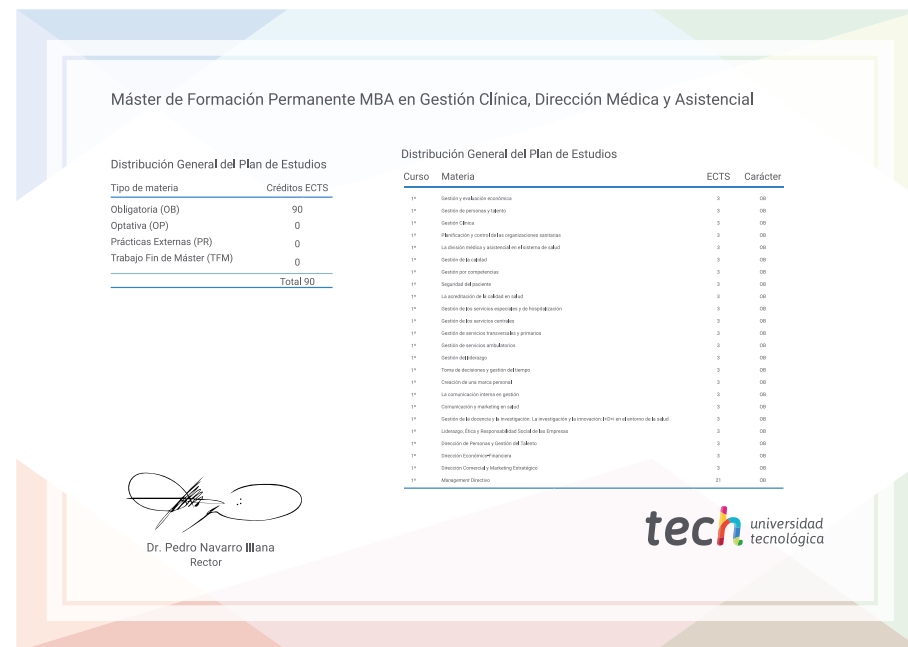 Máster de Formación Permanente MBA en Gestión Clínica, Dirección Médica y Asistencial
Distribución General del Plan de Estudios
Tipo de materia Créditos ECTS
Obligatoria (OB) 90
Optativa (OP) 0
Prácticas Externas (PR) 0
Trabajo Fin de Máster (TFM) 0
Total 90
Distribución General del Plan de Estudios
Curso Materia ECTS Carácter
1º Gestión y evaluación económica 3 OB
1º Gestión de personas y talento 3 OB
1º Gestión Clínica 3 OB
1º Planificación y control de las organizaciones sanitarias 3 OB
1º La división médica y asistencial en el sistema de salud 3 OB
1º Gestión de la calidad 3 OB
1º Gestión por competencias 3 OB
1º Seguridad del paciente 3 OB
1º La acreditación de la calidad en salud 3 OB
1º Gestión de los servicios especiales y de hospitalización 3 OB
1º Gestión de los servicios centrales 3 OB
1º Gestión de servicios transversales y primarios 3 OB
1º Gestión de servicios ambulatorios 3 OB
1º Gestión del liderazgo 3 OB
1º Toma de decisiones y gestión del tiempo 3 OB
1º Creación de una marca personal 3 OB
1º La comunicación interna en gestión 3 OB
1º Comunicación y marketing en salud 3 OB
1º Gestión de la docencia y la investigación. La investigación y la innovación: I+D+i en el entorno de la salud 3 OB
1º Liderazgo, Ética y Responsabilidad Social de las Empresas 3 OB
1º Dirección de Personas y Gestión del Talento 3 OB
1º Dirección Económico-Financiera 3 OB
1º Dirección Comercial y Marketing Estratégico 3 OB
1º Management Directivo 21 OB
Dr. Pedro Navarro Illana
Rector
tech universidad
tecnológica